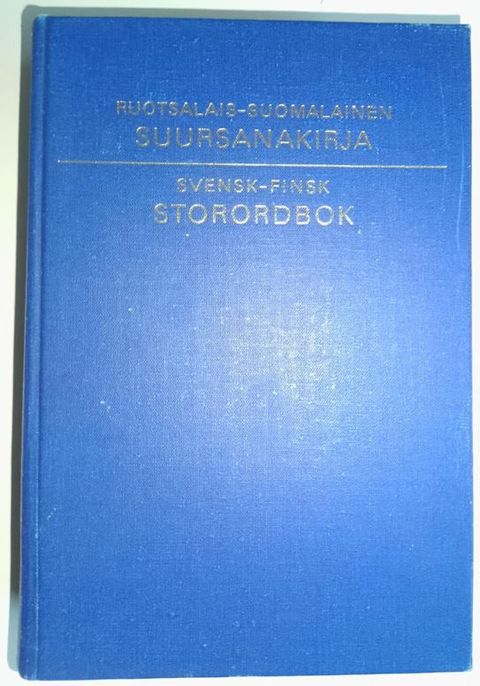 RUOTSALAIS-SUOMALAINEN
SUURSANAKIRJA
SVENSK-FINSK
STORORDBOK